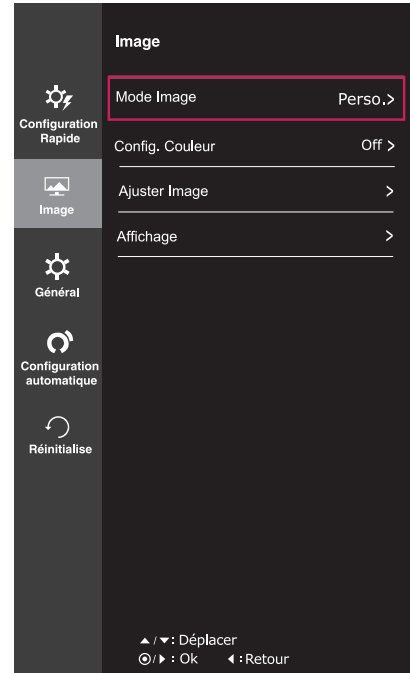 Image
Configuration
Rapide
Image
Général
Configuration
automatique
Réinitialise
Mode Image Perso.>
Config. Couleur Off >
Ajuster Image >
Affichage >
▲/▼: Déplacer
⊙/▶ : Ok ◀ :Retour